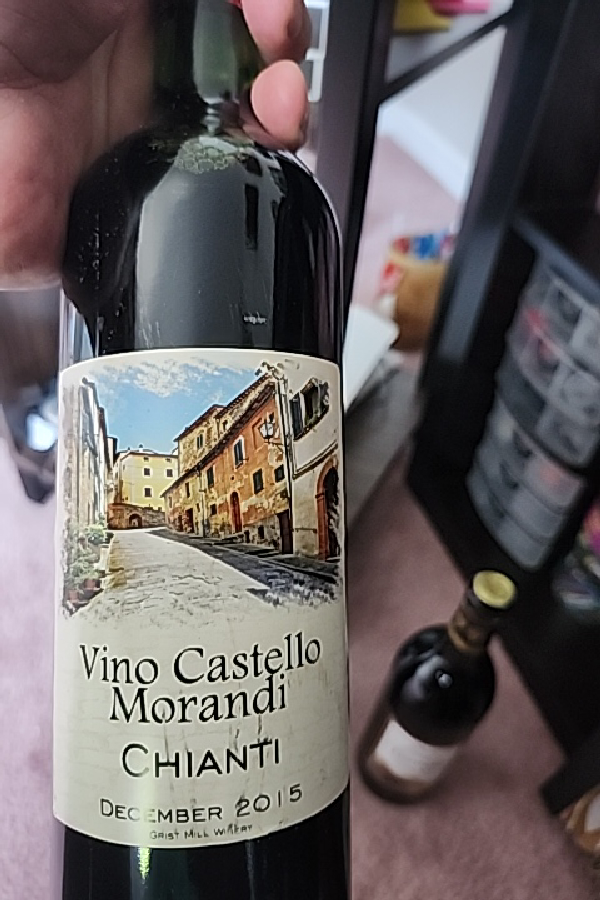 Vino Castello
Morandi
CHIANTI
DECEMBER 2015
GRIST MILL WINERY